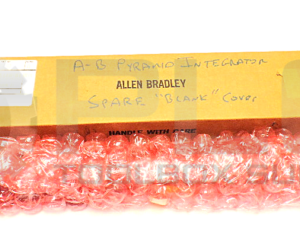 A-B PYRAMID INTEGRATOR
ALLEN BRADLEY
SPARE "BLANK" COVER
HANDLE WITH CARE